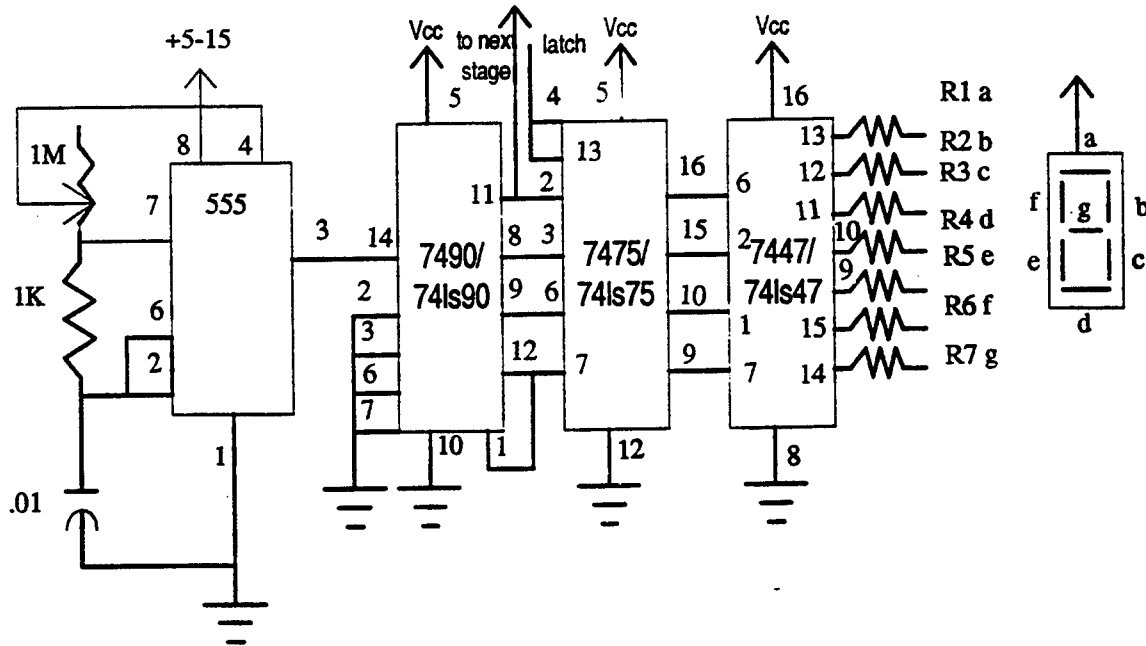 +5-15
8
4
1M
7
555
3
1K
6
2
1
.01
Vcc
to next
stage
latch
Vcc
Vcc
5
4
5
16
13
11
2
14
8
3
7490/
74ls90
2
9
6
3
12
7
6
7
10
1
7475/
74ls75
12
16
6
15
2
10
1
9
7
7447/
74ls47
8
13
12
11
10
9
15
14
R1 a
R2 b
R3 c
R4 d
R5 e
R6 f
R7 g
a
f
g
b
e
c
d